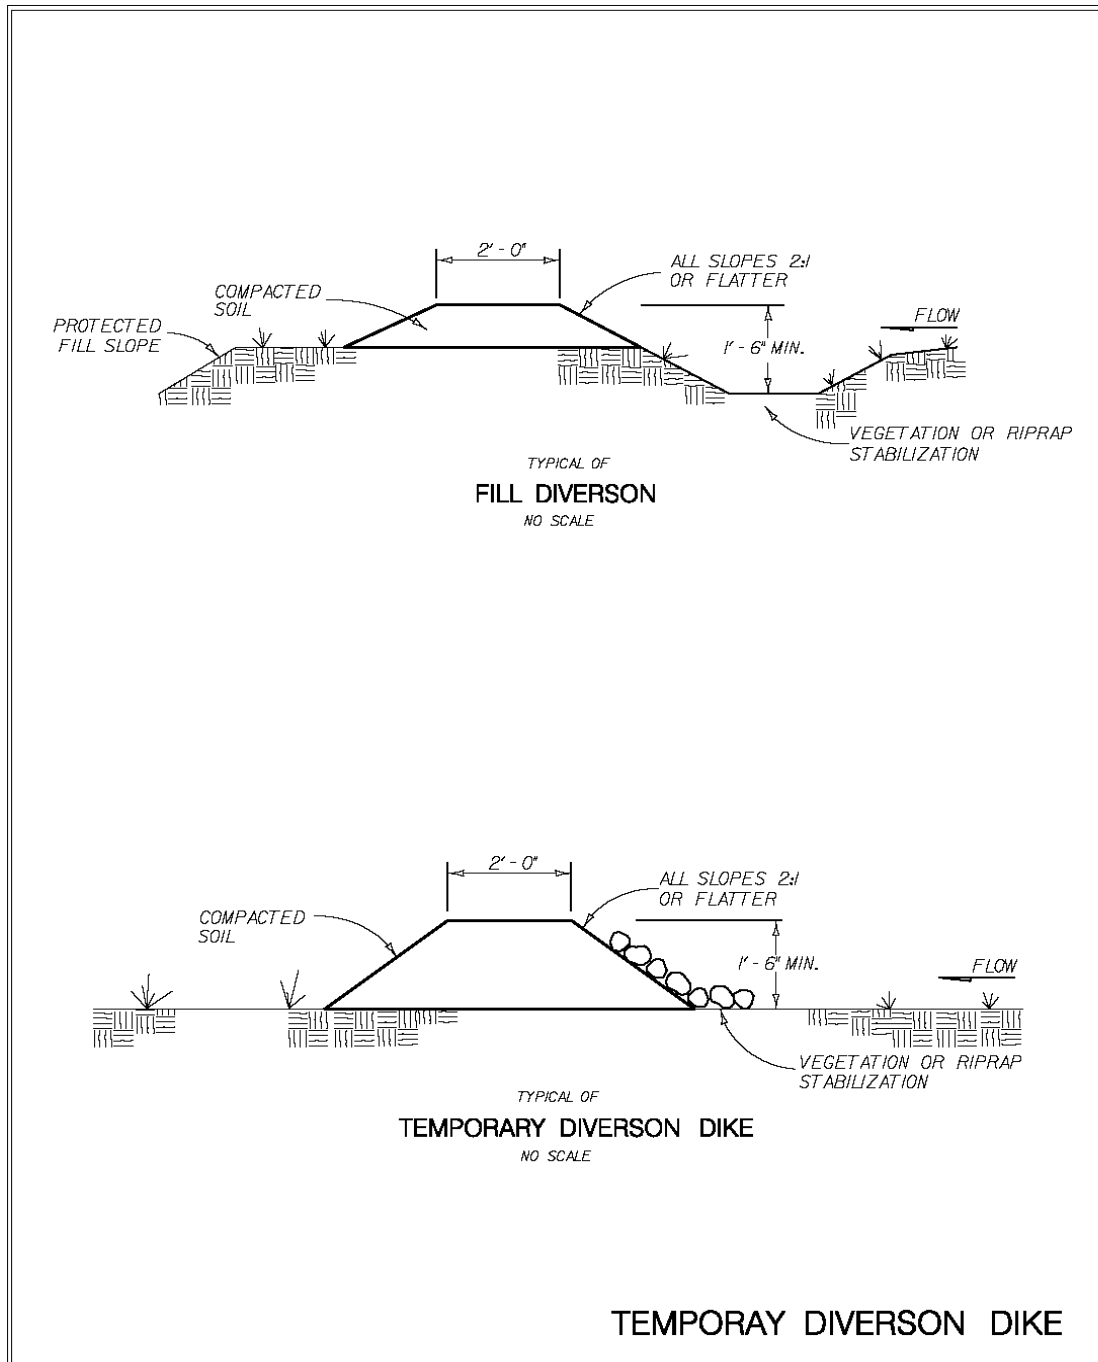 2'-0"
ALL SLOPES 2:1
OR FLATTER
COMPACTED
SOIL
PROTECTED
FILL SLOPE
FLOW
1'-6" MIN.
VEGETATION OR RIPRAP
STABILIZATION
TYPICAL OF
FILL DIVERSON
NO SCALE
2'-0"
ALL SLOPES 2:1
OR FLATTER
COMPACTED
SOIL
1'-6" MIN.
FLOW
VEGETATION OR RIPRAP
STABILIZATION
TYPICAL OF
TEMPORARY DIVERSON DIKE
NO SCALE
TEMPORAY DIVERSON DIKE